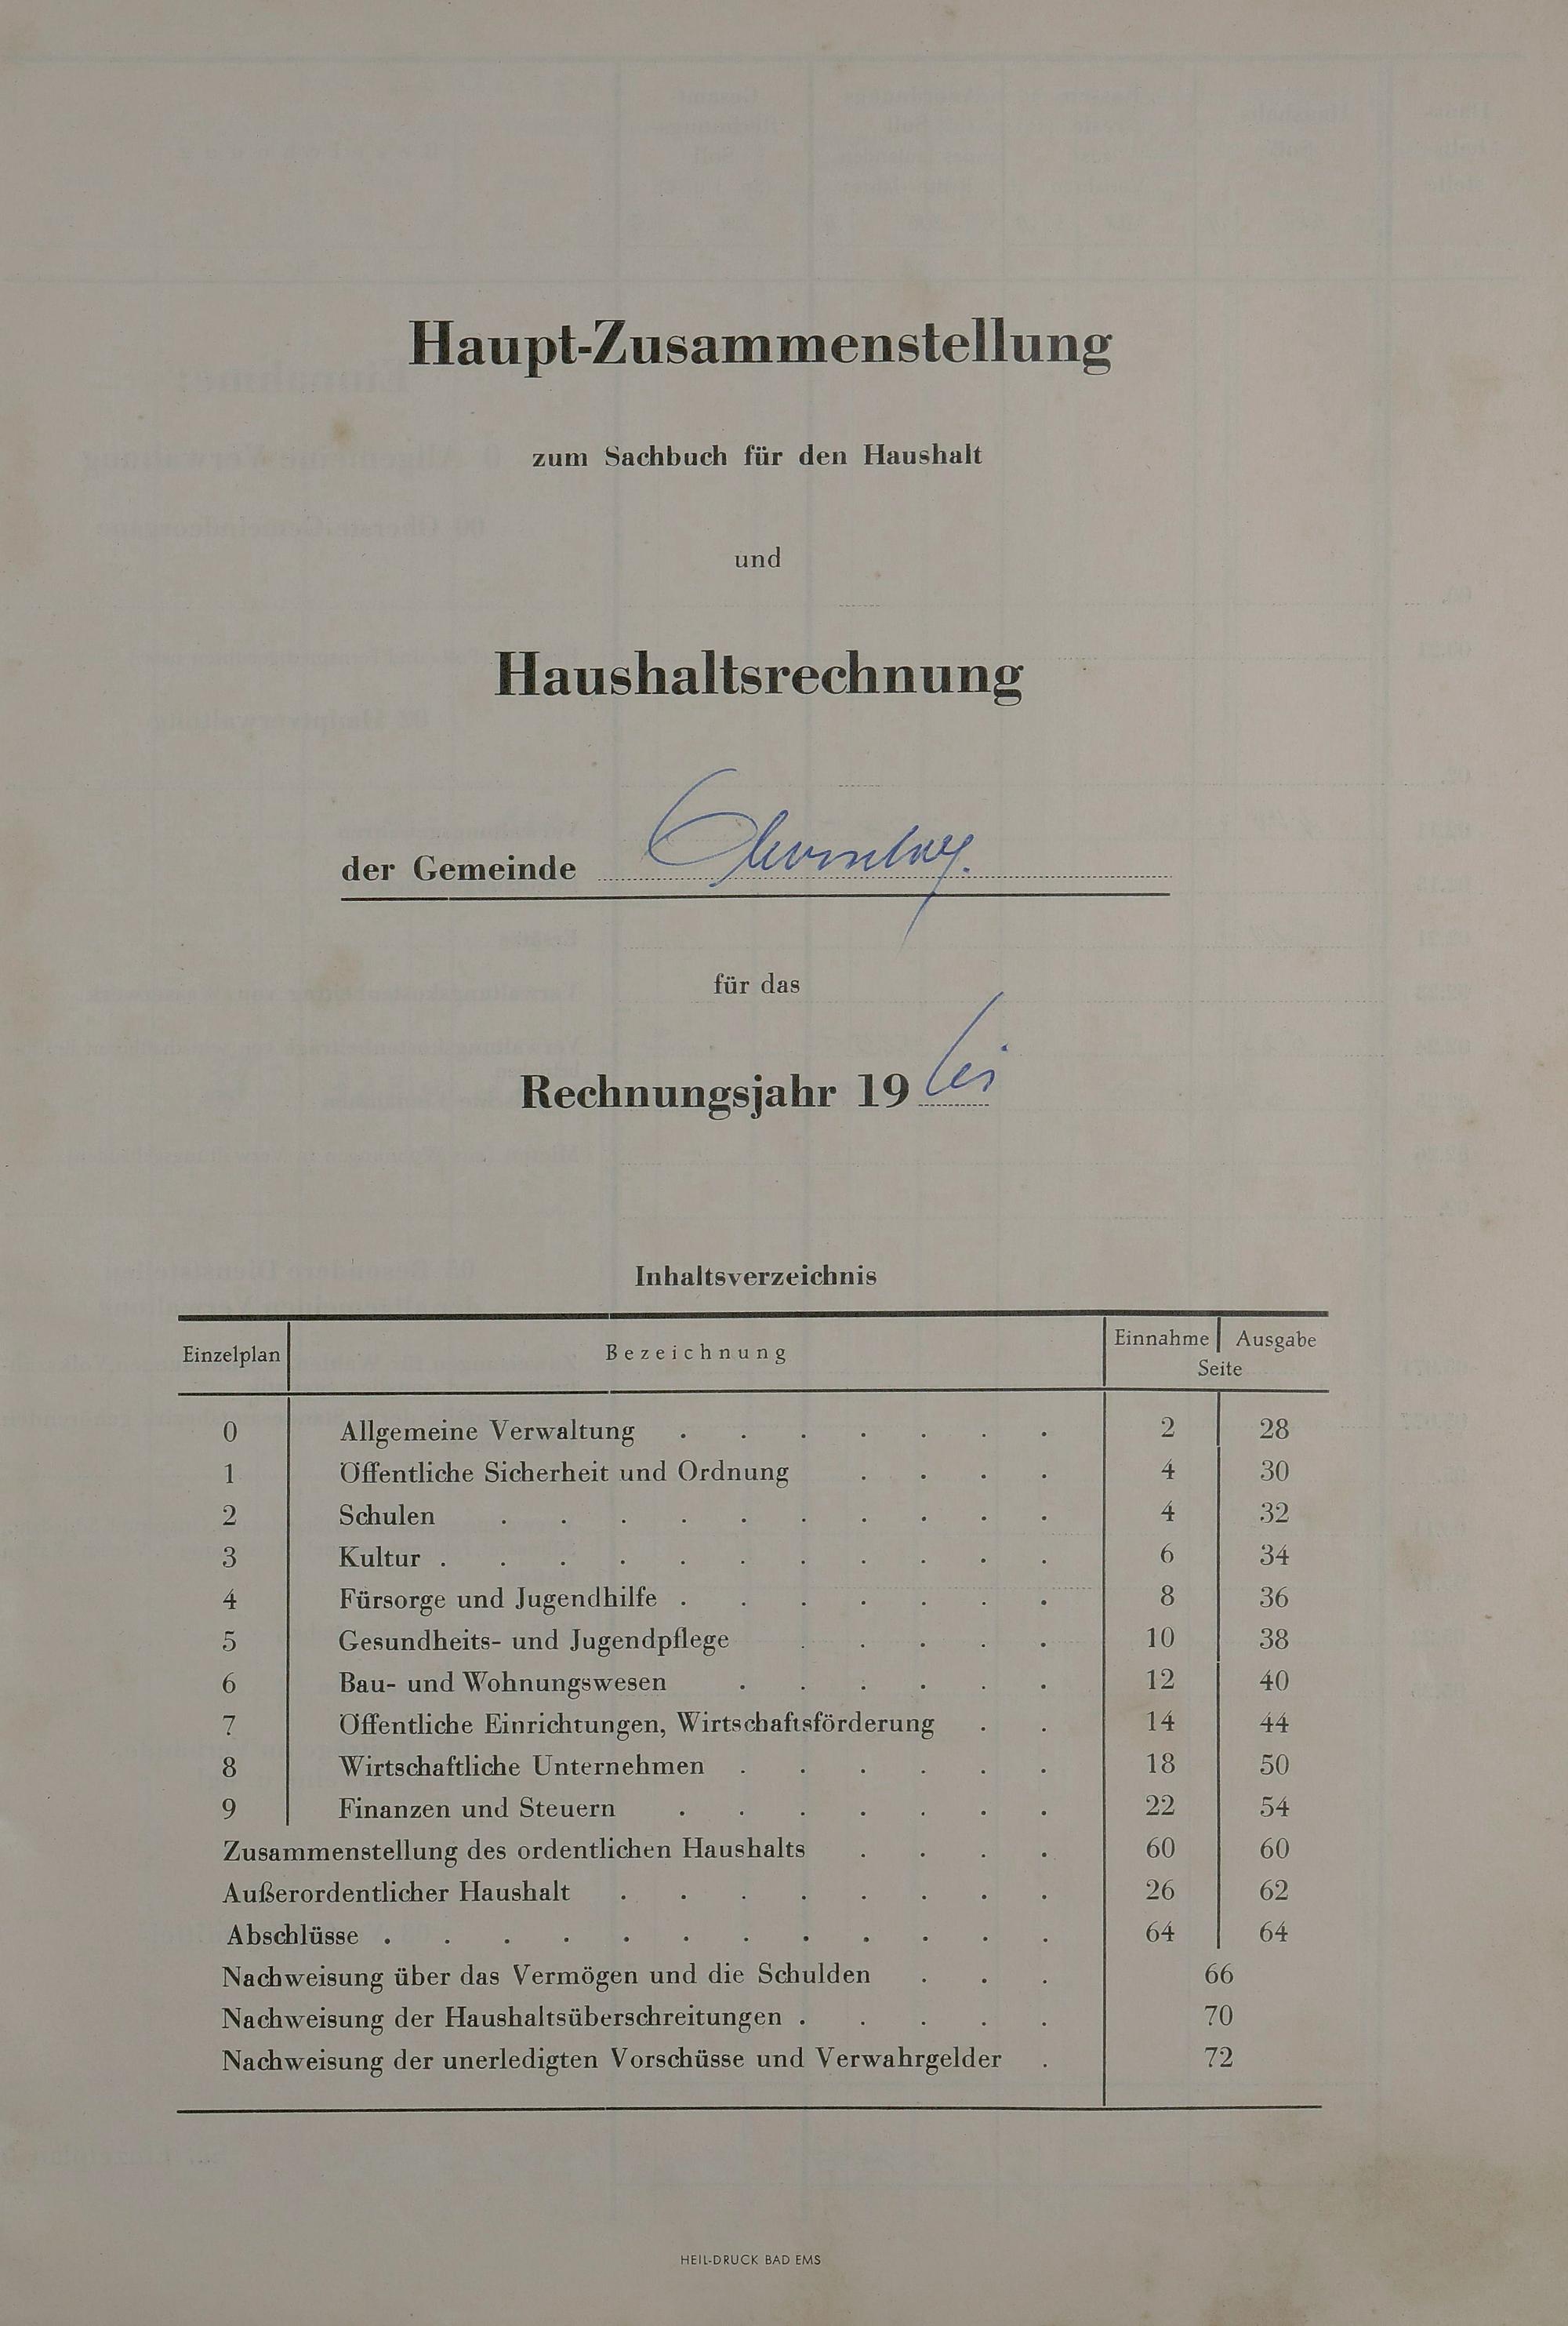 Haupt-Zusammenstellung
zum Sachbuch für den Haushalt
und
Haushaltsrechnung
der Gemeinde
für das
Rechnungsjahr 19
Inhaltsverzeichnis
Einzelplan Bezeichnung Einnahme Ausgabe
Seite
0 Allgemeine Verwaltung . . . . . . . 2 28
1 Öffentliche Sicherheit und Ordnung . . . . 4 30
2 Schulen . . . . . . . . . . 4 32
3 Kultur . . . . . . . . . . . 6 34
4 Fürsorge und Jugendhilfe . . . . . . . 8 36
5 Gesundheits- und Jugendpflege . . . . . 10 38
6 Bau- und Wohnungswesen . . . . . . 12 40
7 Öffentliche Einrichtungen, Wirtschaftsförderung . . 14 44
8 Wirtschaftliche Unternehmen . . . . . . 18 50
9 Finanzen und Steuern . . . . . . . 22 54
Zusammenstellung des ordentlichen Haushalts . . . . 60 60
Außerordentlicher Haushalt . . . . . . . . 26 62
Abschlüsse . . . . . . . . . . . . 64 64
Nachweisung über das Vermögen und die Schulden . . . 66
Nachweisung der Haushaltsüberschreitungen . . . . . 70
Nachweisung der unerledigten Vorschüsse und Verwahrgelder . 72
HEIL-DRUCK BAD EMS